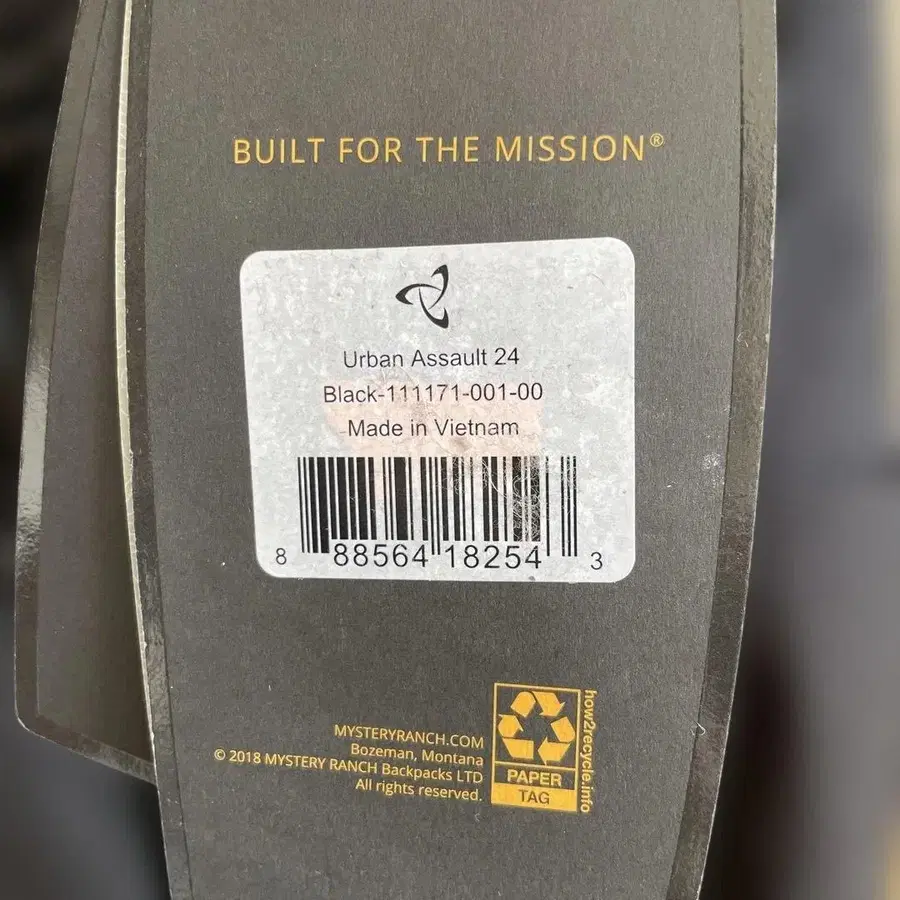 BUILT FOR THE MISSION®
Urban Assault 24
Black-111171-001-00
Made in Vietnam
8 88564 18254 3
MYSTERYRANCH.COM
Bozeman, Montana
© 2018 MYSTERY RANCH Backpacks LTD
All rights reserved.
PAPER
TAG
how2recycle.info